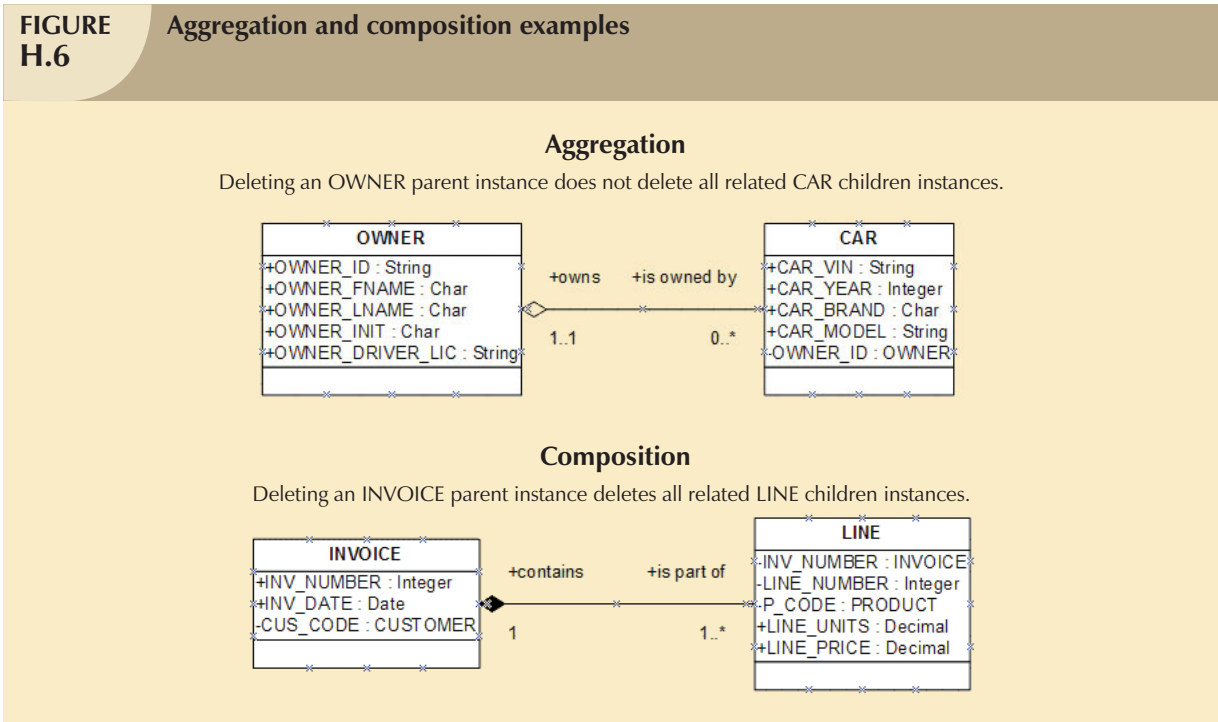 FIGURE H.6
Aggregation and composition examples
Aggregation
Deleting an OWNER parent instance does not delete all related CAR children instances.
OWNER
+OWNER_ID : String
+OWNER_FNAME : Char
+OWNER_LNAME : Char
+OWNER_INIT : Char
+OWNER_DRIVER_LIC : String
+owns
+is owned by
1..1
0..*
CAR
+CAR_VIN : String
+CAR_YEAR : Integer
+CAR_BRAND : Char
+CAR_MODEL : String
-OWNER_ID : OWNER
Composition
Deleting an INVOICE parent instance deletes all related LINE children instances.
INVOICE
+INV_NUMBER : Integer
+INV_DATE : Date
-CUS_CODE : CUSTOMER
+contains
+is part of
1
1..*
LINE
-INV_NUMBER : INVOICE
-LINE_NUMBER : Integer
-P_CODE : PRODUCT
+LINE_UNITS : Decimal
+LINE_PRICE : Decimal